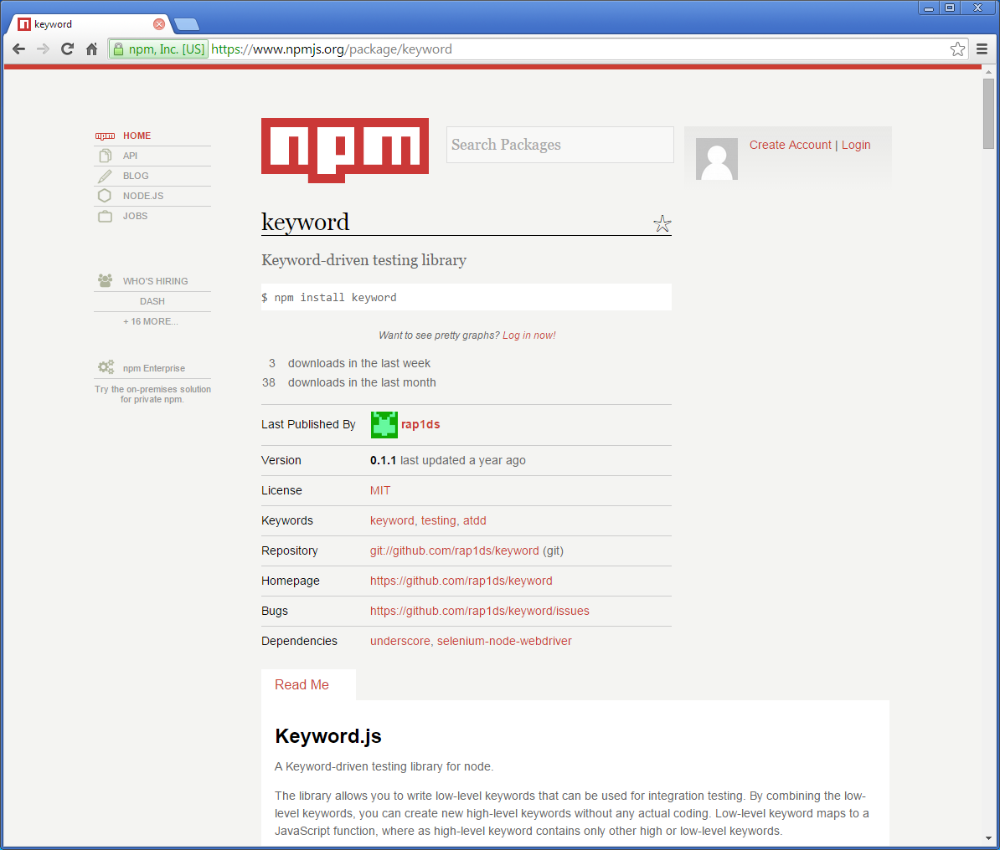 keyword
npm, Inc. [US] https://www.npmjs.org/package/keyword
npm HOME
API
BLOG
NODE.JS
JOBS
WHO'S HIRING
DASH
+ 16 MORE...
npm Enterprise
Try the on-premises solution
for private npm.
npm
Search Packages
Create Account | Login
keyword
Keyword-driven testing library
$ npm install keyword
Want to see pretty graphs? Log in now!
3 downloads in the last week
38 downloads in the last month
Last Published By rap1ds
Version 0.1.1 last updated a year ago
License MIT
Keywords keyword, testing, atdd
Repository git://github.com/rap1ds/keyword (git)
Homepage https://github.com/rap1ds/keyword
Bugs https://github.com/rap1ds/keyword/issues
Dependencies underscore, selenium-node-webdriver
Read Me
Keyword.js
A Keyword-driven testing library for node.
The library allows you to write low-level keywords that can be used for integration testing. By combining the low-
level keywords, you can create new high-level keywords without any actual coding. Low-level keyword maps to a
JavaScript function, where as high-level keyword contains only other high or low-level keywords.